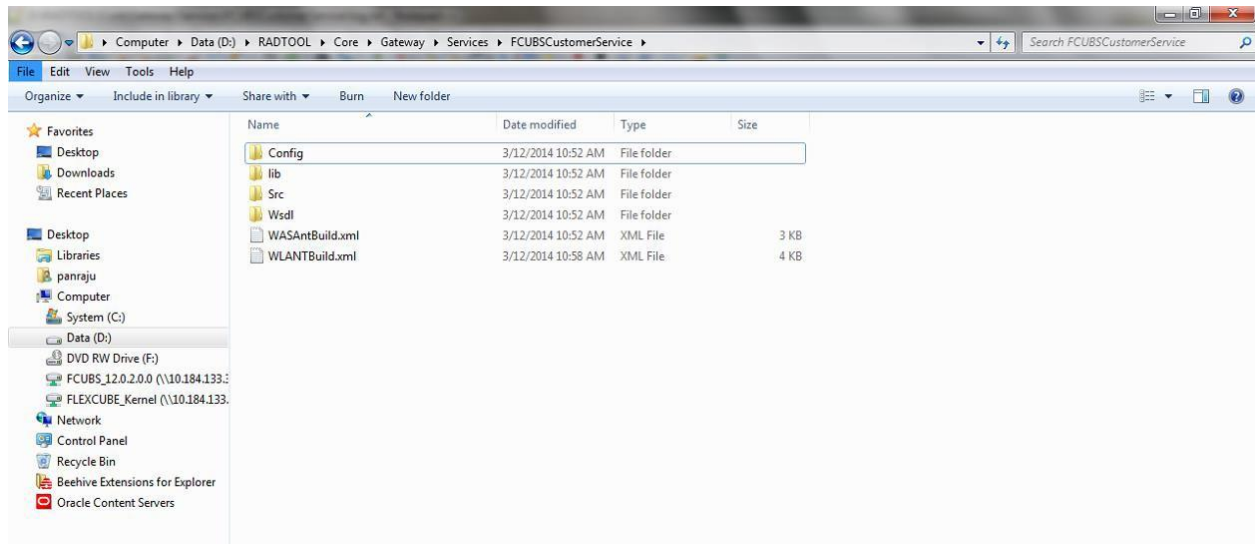 Computer ▸ Data (D:) ▸ RADTOOL ▸ Core ▸ Gateway ▸ Services ▸ FCUBSCustomerService ▸
Search FCUBSCustomerService
File Edit View Tools Help
Organize Include in library Share with Burn New folder
Favorites
Desktop
Downloads
Recent Places
Desktop
Libraries
panraju
Computer
System (C:)
Data (D:)
DVD RW Drive (F:)
FCUBS_12.0.2.0.0 (\\10.184.133.3
FLEXCUBE_Kernel (\\10.184.133.
Network
Control Panel
Recycle Bin
Beehive Extensions for Explorer
Oracle Content Servers
Name Date modified Type Size
Config 3/12/2014 10:52 AM File folder
lib 3/12/2014 10:52 AM File folder
Src 3/12/2014 10:52 AM File folder
Wsdl 3/12/2014 10:52 AM File folder
WASAntBuild.xml 3/12/2014 10:52 AM XML File 3 KB
WLANTBuild.xml 3/12/2014 10:58 AM XML File 4 KB